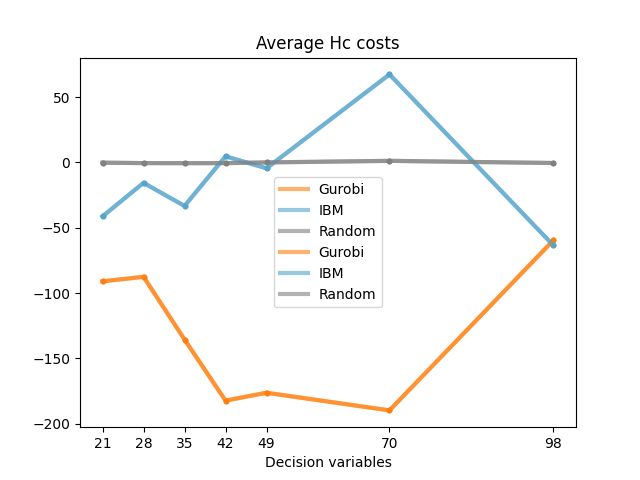 Average Hc costs
50
0
−50
−100
−150
−200
Gurobi
IBM
Random
Gurobi
IBM
Random
21 28 35 42 49 70 98
Decision variables